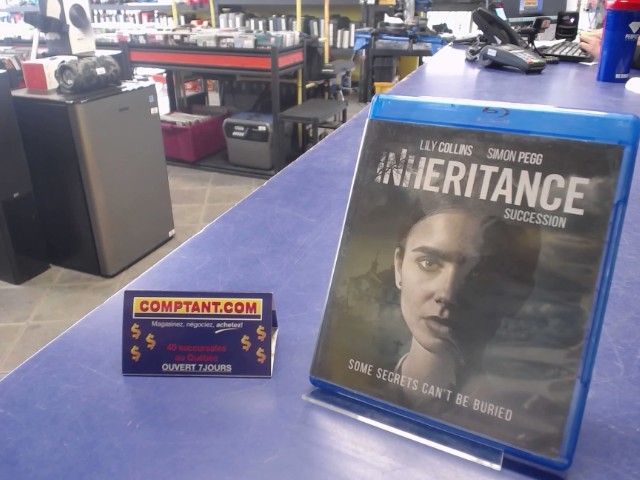 LILY COLLINS SIMON PEGG
INHERITANCE
SUCCESSION
SOME SECRETS CAN'T BE BURIED
COMPTANT.COM
Magasinez, négociez, achetez!
40 succursales
au Québec
OUVERT 7JOURS